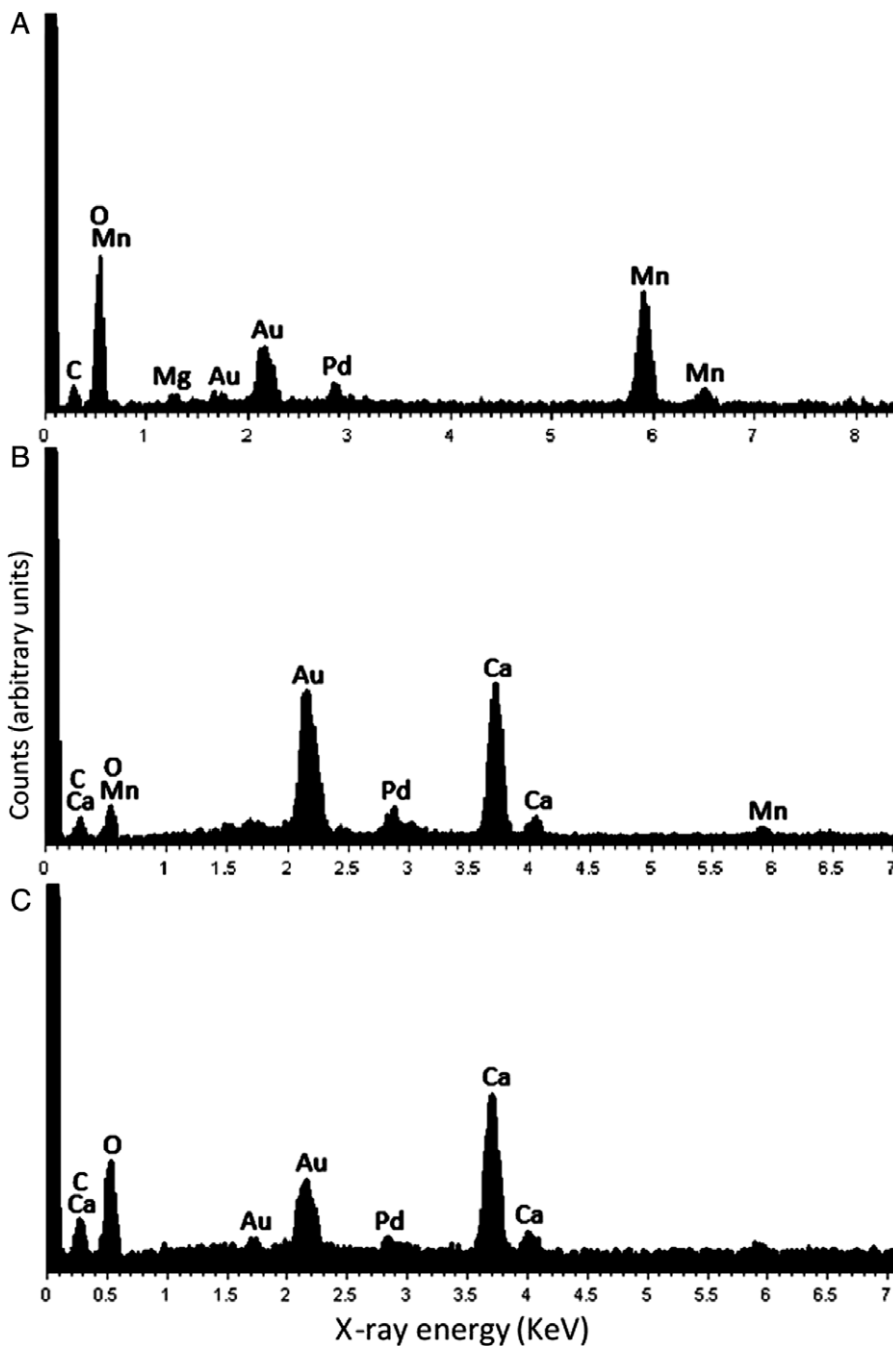 A
O
Mn
C
Mg
Au
Au
Pd
Mn
Mn
0 1 2 3 4 5 6 7 8
B
Counts (arbitrary units)
C
Ca
O
Mn
Au
Pd
Ca
Ca
Mn
0 1.5 2 2.5 3 3.5 4 4.5 5 5.5 6 6.5 7
C
C
Ca
O
Au
Au
Pd
Ca
Ca
0 0.5 1 1.5 2 2.5 3 3.5 4 4.5 5 5.5 6 6.5 7
X-ray energy (KeV)